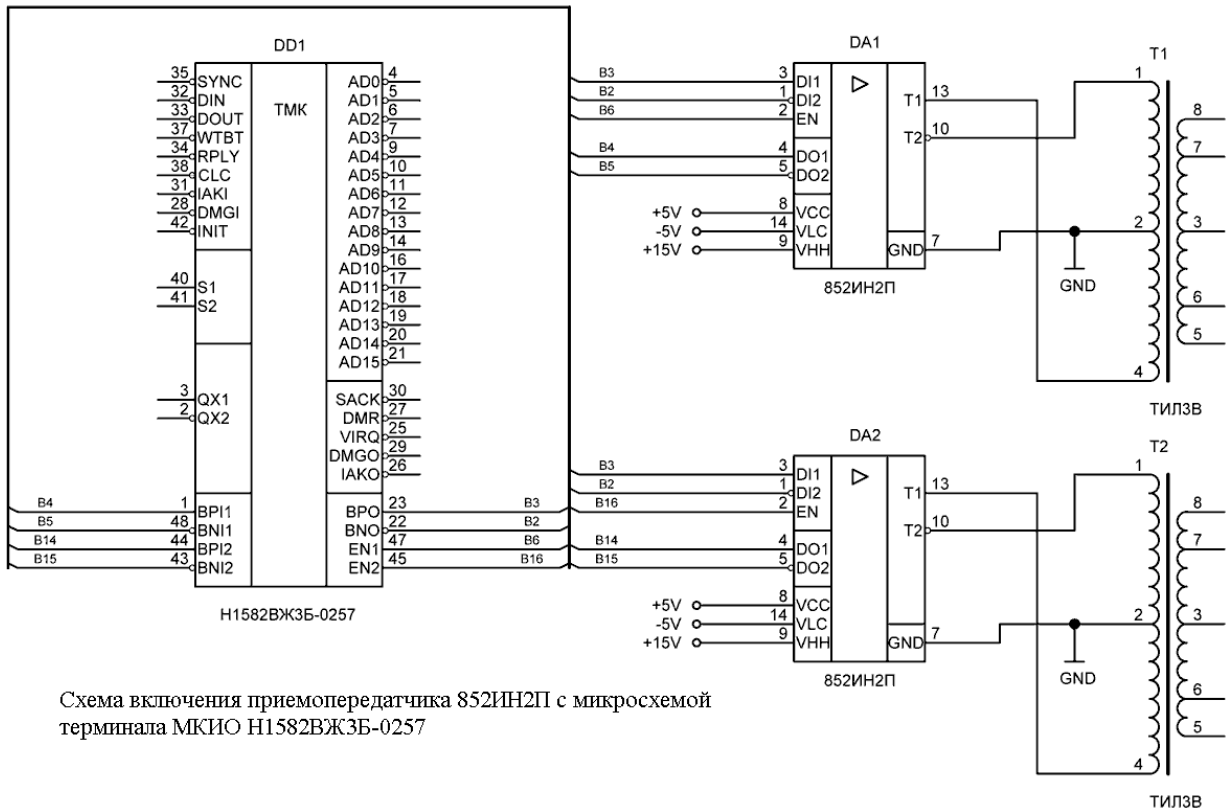 DD1
ТМК
35 SYNC
32 DIN
33 DOUT
37 WTBT
34 RPLY
38 CLC
31 IAKI
28 DMGI
42 INIT
40 S1
41 S2
3 QX1
2 QX2
B4 1 BPI1
B5 48 BNI1
B14 44 BPI2
B15 43 BNI2
AD0 4
AD1 5
AD2 6
AD3 7
AD4 9
AD5 10
AD6 11
AD7 12
AD8 13
AD9 14
AD10 16
AD11 17
AD12 18
AD13 19
AD14 20
AD15 21
SACK 30
DMR 27
VIRQ 25
DMGO 29
IAKO 26
BPO 23 B3
BNO 22 B2
EN1 47 B6
EN2 45 B16
Н1582ВЖ3Б-0257
DA1
B3 3 DI1
B2 1 DI2
B6 2 EN
B4 4 DO1
B5 5 DO2
+5V 8 VCC
-5V 14 VLC
+15V 9 VHH
T1 13
T2 10
GND 7
852ИН2П
GND
T1
1
2
4
8
7
3
6
5
ТИЛ3В
DA2
B3 3 DI1
B2 1 DI2
B16 2 EN
B14 4 DO1
B15 5 DO2
+5V 8 VCC
-5V 14 VLC
+15V 9 VHH
T1 13
T2 10
GND 7
852ИН2П
GND
T2
1
2
4
8
7
3
6
5
ТИЛ3В
Схема включения приемопередатчика 852ИН2П с микросхемой
терминала МКИО Н1582ВЖ3Б-0257